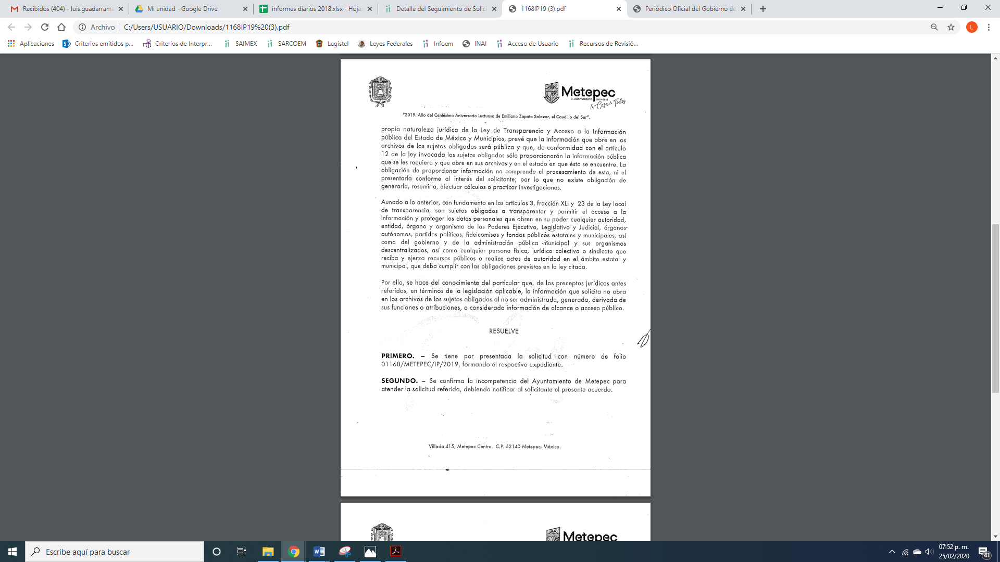 Recibidos (404) - luis.guadarrama
Mi unidad - Google Drive
informes diarios 2018.xlsx - Hoja
Detalle del Seguimiento de Solici
1168IP19 (3).pdf
Periódico Oficial del Gobierno de
Archivo
C:/Users/USUARIO/Downloads/1168IP19%20(3).pdf
L
Aplicaciones
Criterios emitidos p...
Criterios de Interpr...
SAIMEX
SARCOEM
Legistel
Leyes Federales
Infoem
INAI
Acceso de Usuario
Recursos de Revisió...
Metepec
H. AYUNTAMIENTO 2019-2021
La Casa de Todos
"2019. Año del Centésimo Aniversario Luctuoso de Emiliano Zapata Salazar, el Caudillo del Sur".
propia naturaleza jurídica de la Ley de Transparencia y Acceso a la Información
pública del Estado de México y Municipios, prevé que la información que obre en los
archivos de los sujetos obligados será pública y que, de conformidad con el artículo
12 de la ley invocada los sujetos obligados sólo proporcionarán la información pública
que se les requiera y que obre en sus archivos y en el estado en que ésta se encuentre. La
obligación de proporcionar información no comprende el procesamiento de esta, ni el
presentarla conforme al interés del solicitante; por lo que no existe obligación de
generarla, resumirla, efectuar cálculos o practicar investigaciones.
Aunado a lo anterior, con fundamento en los artículos 3, fracción XLI y 23 de la Ley local
de transparencia, son sujetos obligados a transparentar y permitir el acceso a la
información y proteger los datos personales que obren en su poder cualquier autoridad,
entidad, órgano y organismo de los Poderes Ejecutivo, Legislativo y Judicial, órganos
autónomos, partidos políticos, fideicomisos y fondos públicos estatales y municipales, así
como del gobierno y de la administración pública municipal y sus organismos
descentralizados, así como cualquier persona física, jurídico colectiva o sindicato que
reciba y ejerza recursos públicos o realice actos de autoridad en el ámbito estatal y
municipal, que deba cumplir con las obligaciones previstas en la ley citada.
Por ello, se hace del conocimiento del particular que, de los preceptos jurídicos antes
referidos, en términos de la legislación aplicable, la información que solicita no obra
en los archivos de los sujetos obligados al no ser administrada, generada, derivada de
sus funciones o atribuciones, o considerada información de alcance o acceso público.
RESUELVE
PRIMERO. – Se tiene por presentada la solicitud con número de folio
01168/METEPEC/IP/2019, formando el respectivo expediente.
SEGUNDO. – Se confirma la incompetencia del Ayuntamiento de Metepec para
atender la solicitud referida, debiendo notificar al solicitante el presente acuerdo.
Villada 415, Metepec Centro. C.P. 52140 Metepec, México.
Metepec
Escribe aquí para buscar
07:52 p. m.
25/02/2020
41